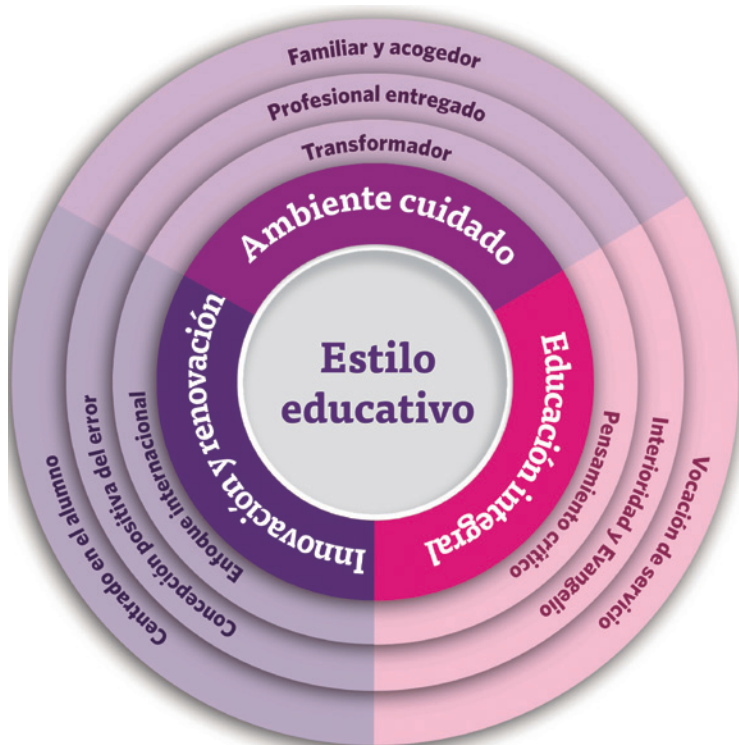 Familiar y acogedor
Profesional entregado
Transformador
Ambiente cuidado
Estilo
educativo
Educación integral
Pensamiento crítico
Interioridad y Evangelio
Vocación de servicio
Innovación y renovación
Enfoque internacional
Concepción positiva del error
Centrado en el alumno